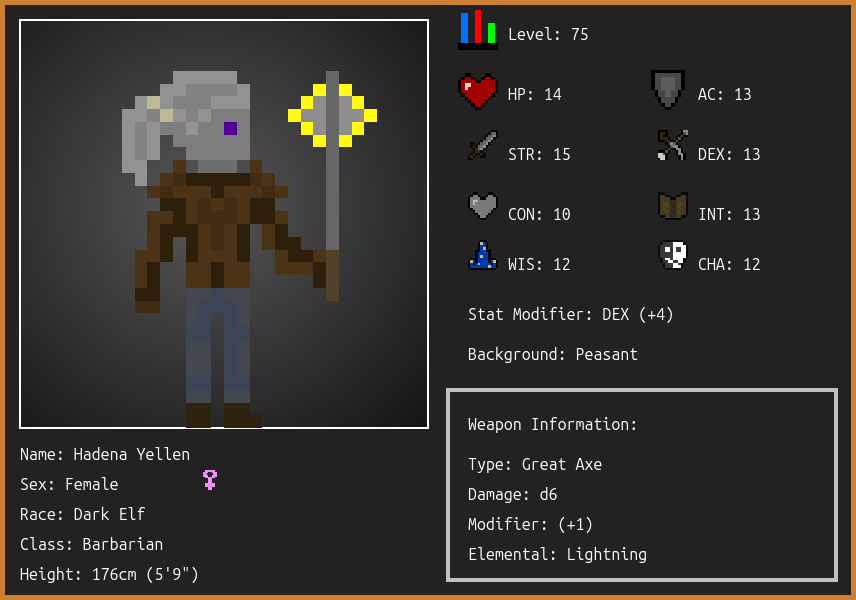 Level: 75
HP: 14
AC: 13
STR: 15
DEX: 13
CON: 10
INT: 13
WIS: 12
CHA: 12
Stat Modifier: DEX (+4)
Background: Peasant
Weapon Information:
Type: Great Axe
Damage: d6
Modifier: (+1)
Elemental: Lightning
Name: Hadena Yellen
Sex: Female
Race: Dark Elf
Class: Barbarian
Height: 176cm (5'9")